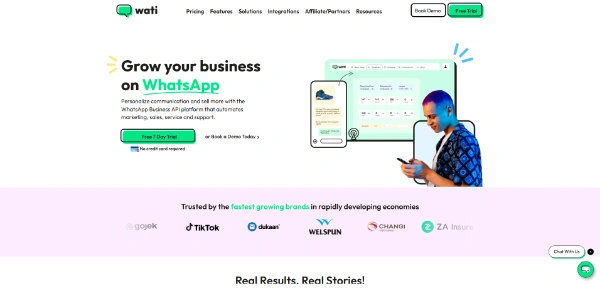 wati
Pricing Features Solutions Integrations Affiliate/Partners Resources
Book Demo
Free Trial
Grow your business
on WhatsApp
Personalize communication and sell more with the
WhatsApp Business API platform that automates
marketing, sales, service and support.
Free 7 Day Trial
or Book a Demo Today
No credit card required
wati
Trusted by the fastest growing brands in rapidly developing economies
gojek
TikTok
dukaan
WELSPUN
CHANGI
ZA Insure
Chat With Us
Real Results, Real Stories!